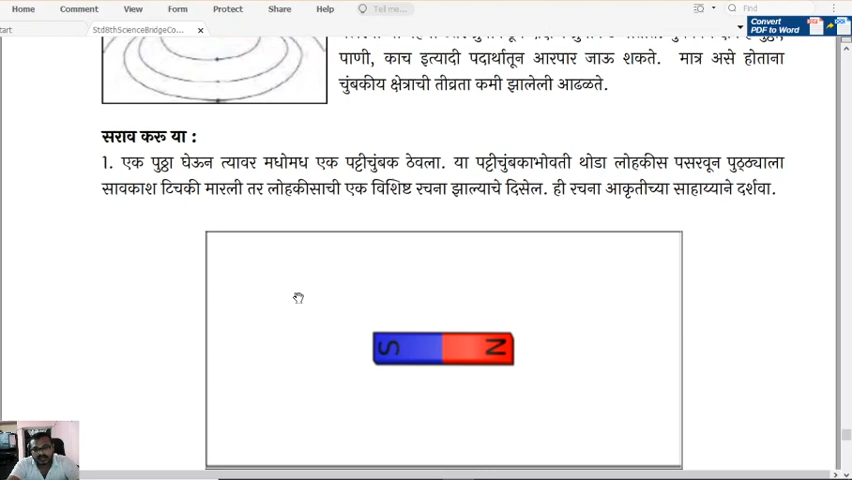 Home Comment View Form Protect Share Help Tell me... Find
tart Std8thScienceBridgeCo... ×
Convert
PDF to Word
पाणी, काच इत्यादी पदार्थातून आरपार जाऊ शकते. मात्र असे होताना
चुंबकीय क्षेत्राची तीव्रता कमी झालेली आढळते.
सराव करू या :
1. एक पुठ्ठा घेऊन त्यावर मधोमध एक पट्टीचुंबक ठेवला. या पट्टीचुंबकाभोवती थोडा लोहकीस पसरवून पुठ्ठ्याला
सावकाश टिचकी मारली तर लोहकीसाची एक विशिष्ट रचना झाल्याचे दिसेल. ही रचना आकृतीच्या साहाय्याने दर्शवा.
S N